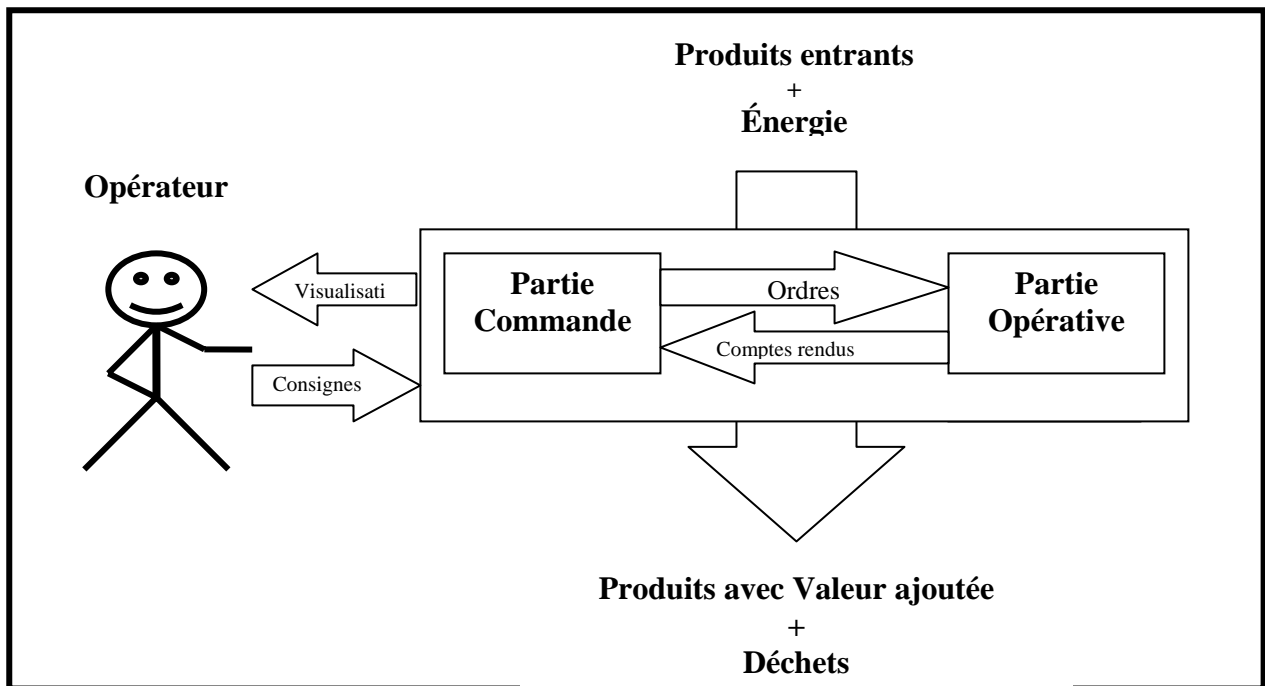 Produits entrants
+
Énergie
Opérateur
Visualisati
Consignes
Partie
Commande
Ordres
Comptes rendus
Partie
Opérative
Produits avec Valeur ajoutée
+
Déchets